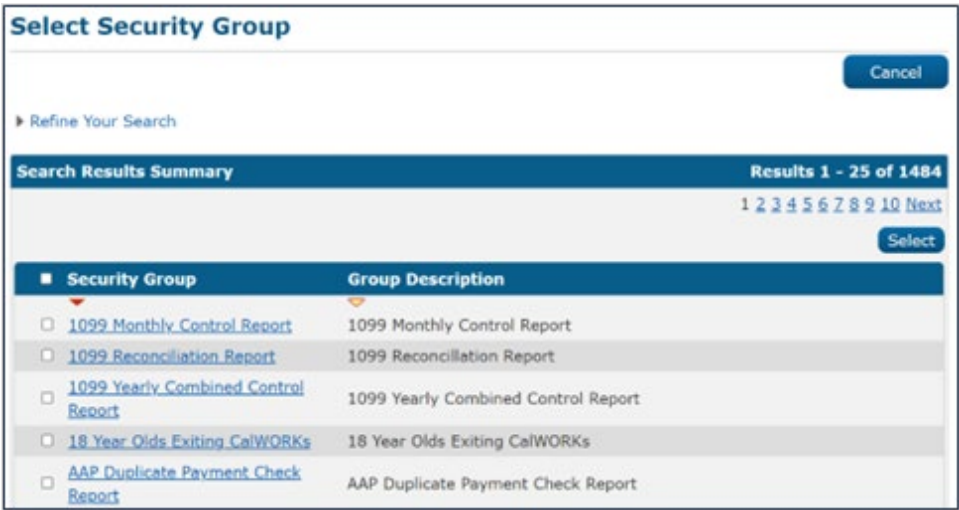 Select Security Group
Cancel
Refine Your Search
Search Results Summary Results 1 - 25 of 1484
1 2 3 4 5 6 7 8 9 10 Next
Select
Security Group Group Description
1099 Monthly Control Report 1099 Monthly Control Report
1099 Reconciliation Report 1099 Reconcillation Report
1099 Yearly Combined Control
Report
1099 Yearly Combined Control Report
18 Year Olds Exiting CalWORKs 18 Year Olds Exiting CalWORKs
AAP Duplicate Payment Check
Report
AAP Duplicate Payment Check Report